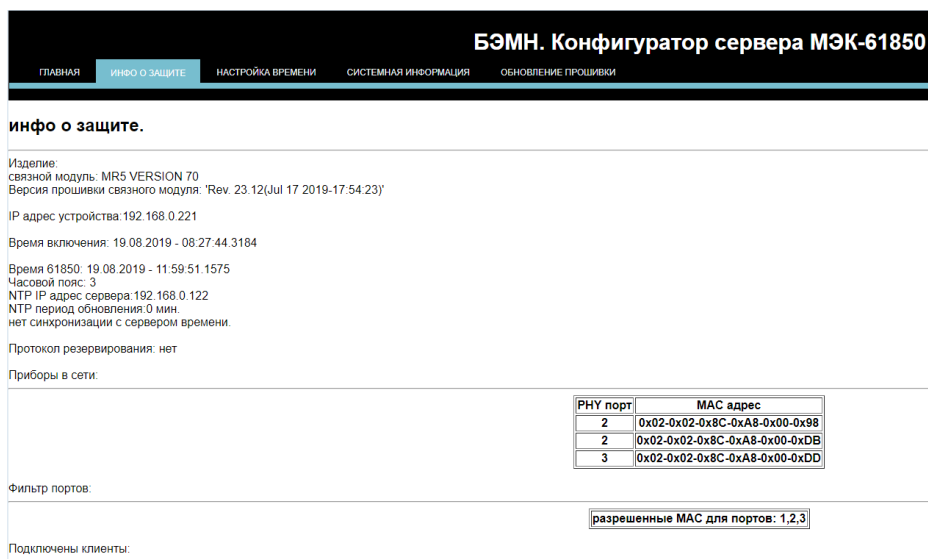 БЭМН. Конфигуратор сервера МЭК-61850
ГЛАВНАЯ ИНФО О ЗАЩИТЕ НАСТРОЙКА ВРЕМЕНИ СИСТЕМНАЯ ИНФОРМАЦИЯ ОБНОВЛЕНИЕ ПРОШИВКИ
инфо о защите.
Изделие:
связной модуль: MR5 VERSION 70
Версия прошивки связного модуля: 'Rev. 23.12(Jul 17 2019-17:54:23)'
IP адрес устройства:192.168.0.221
Время включения: 19.08.2019 - 08:27:44.3184
Время 61850: 19.08.2019 - 11:59:51.1575
Часовой пояс: 3
NTP IP адрес сервера:192.168.0.122
NTP период обновления:0 мин.
нет синхронизации с сервером времени.
Протокол резервирования: нет
Приборы в сети:
PHY порт MAC адрес
2 0x02-0x02-0x8C-0xA8-0x00-0x98
2 0x02-0x02-0x8C-0xA8-0x00-0xDB
3 0x02-0x02-0x8C-0xA8-0x00-0xDD
Фильтр портов:
разрешенные MAC для портов: 1,2,3
Подключены клиенты: